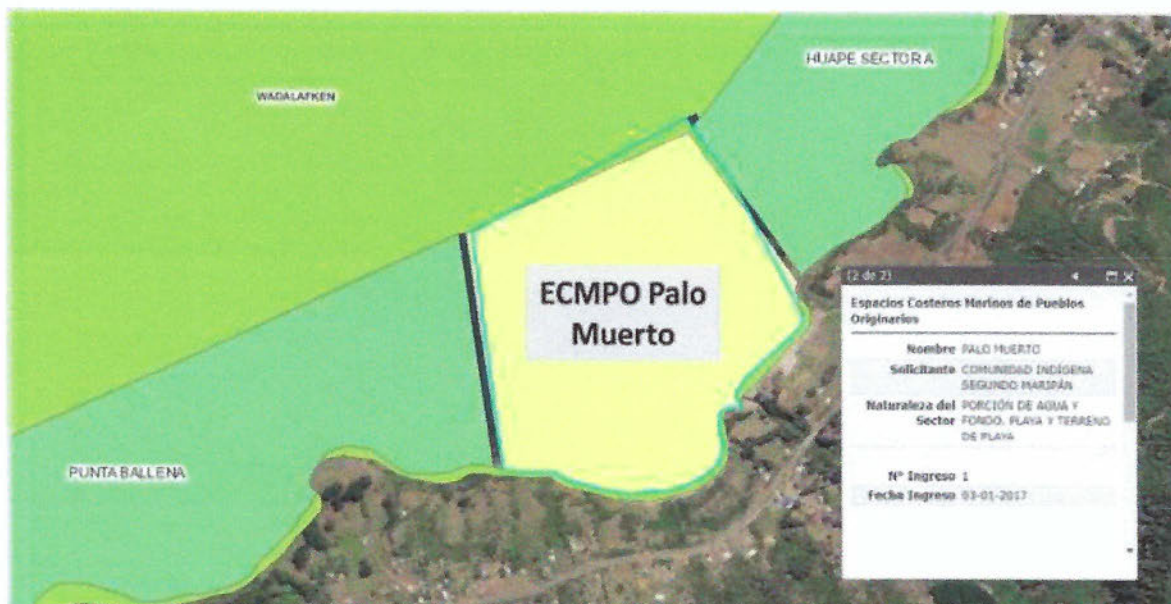 HUAPE SECTOR A
WADALAFKEN
ECMPO Palo
Muerto
PUNTA BALLENA
(2 de 2)
Espacios Costeros Marinos de Pueblos
Originarios
Nombre PALO MUERTO
Solicitante COMUNIDAD INDÍGENA
SEGUNDO MARIPÁN
Naturaleza del PORCIÓN DE AGUA Y
Sector FONDO, PLAYA Y TERRENO
DE PLAYA
N° Ingreso 1
Fecha Ingreso 03-01-2017